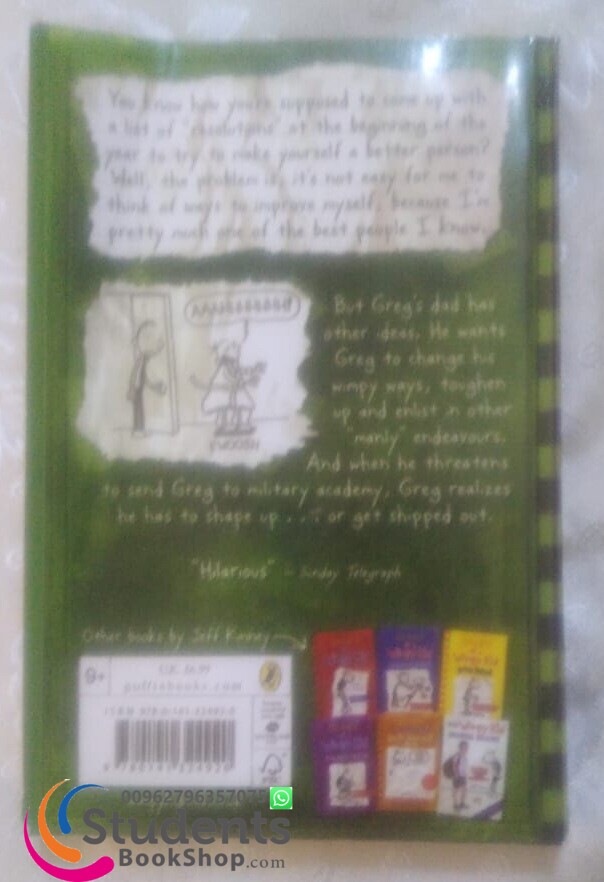 You know how you're supposed to come up with
a list of "resolutions" at the beginning of the
year to try to make yourself a better person?
Well, the problem is, it's not easy for me to
think of ways to improve myself, because I'm
pretty much one of the best people I know.
But Greg's dad has
other ideas. He wants
Greg to change his
wimpy ways, toughen
up and enlist in other
"manly" endeavours.
And when he threatens
to send Greg to military academy, Greg realizes
he has to shape up . . . or get shipped out.
"Hilarious" – Sunday Telegraph
Other books by Jeff Kinney
9+
puffinbooks.com
ISBN
FSC
00962796357075
Students
BookShop.com